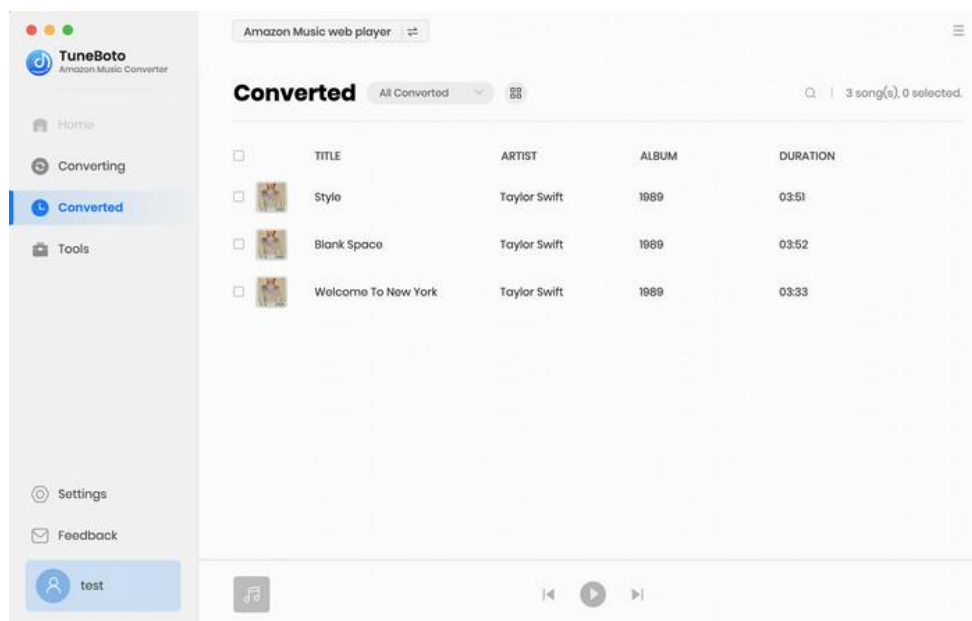 TuneBoto
Amazon Music Converter
Home
Converting
Converted
Tools
Settings
Feedback
test
Amazon Music web player
Converted
All Converted
3 song(s), 0 selected.
TITLE ARTIST ALBUM DURATION
Style Taylor Swift 1989 03:51
Blank Space Taylor Swift 1989 03:52
Welcome To New York Taylor Swift 1989 03:33